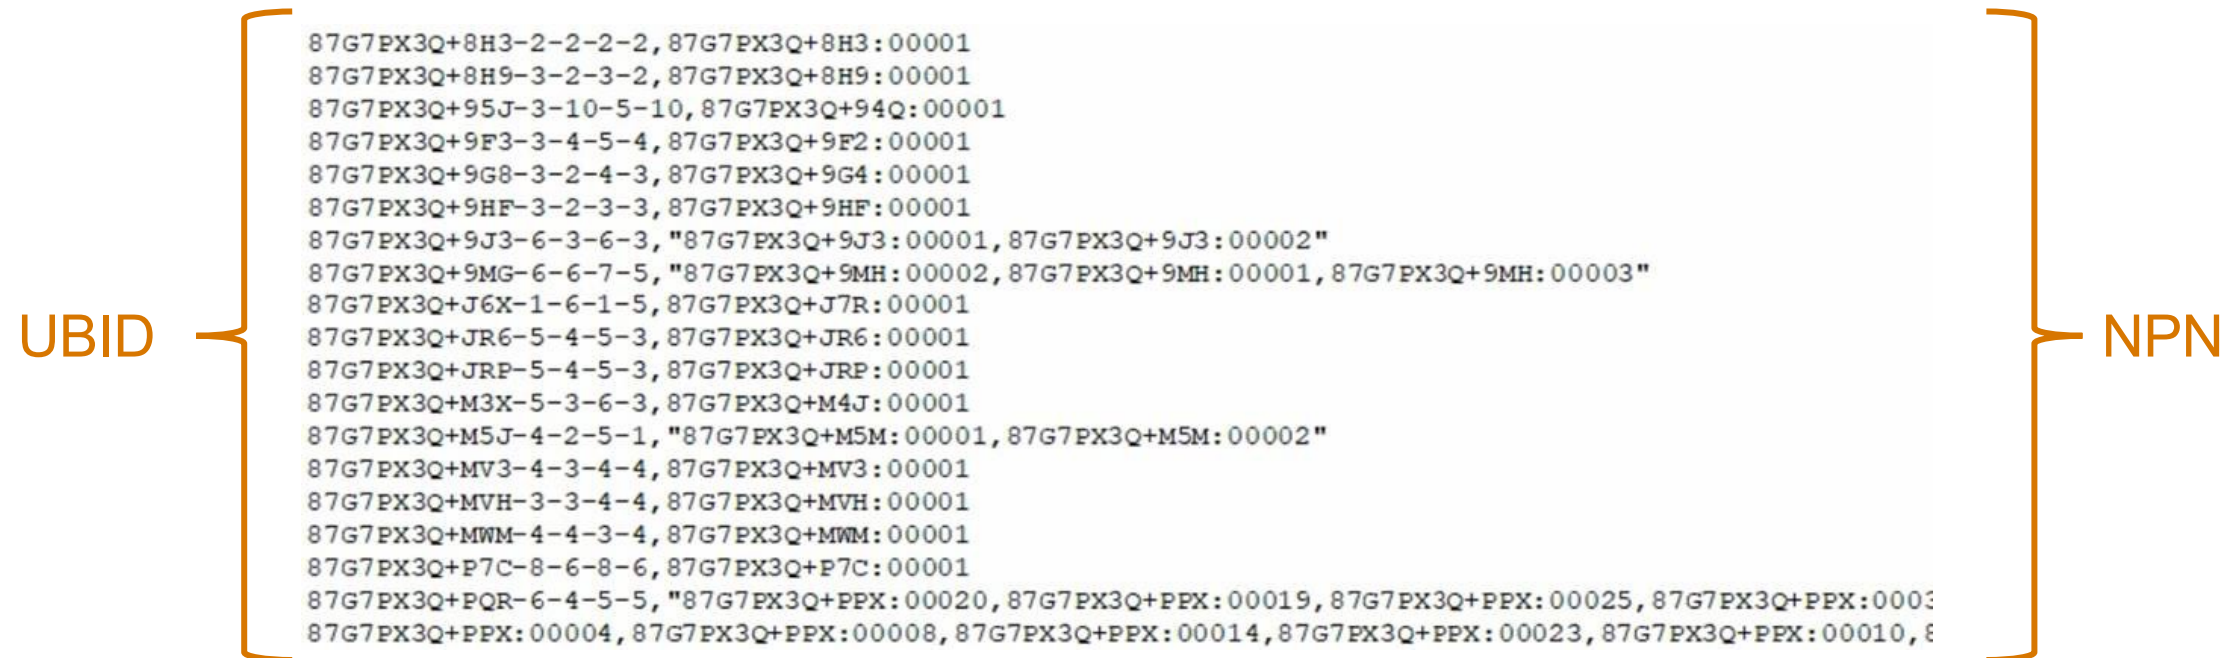 87G7PX3Q+8H3-2-2-2-2,87G7PX3Q+8H3:00001
87G7PX3Q+8H9-3-2-3-2,87G7PX3Q+8H9:00001
87G7PX3Q+95J-3-10-5-10,87G7PX3Q+94Q:00001
87G7PX3Q+9F3-3-4-5-4,87G7PX3Q+9F2:00001
87G7PX3Q+9G8-3-2-4-3,87G7PX3Q+9G4:00001
87G7PX3Q+9HF-3-2-3-3,87G7PX3Q+9HF:00001
87G7PX3Q+9J3-6-3-6-3,"87G7PX3Q+9J3:00001,87G7PX3Q+9J3:00002"
87G7PX3Q+9MG-6-6-7-5,"87G7PX3Q+9MH:00002,87G7PX3Q+9MH:00001,87G7PX3Q+9MH:00003"
87G7PX3Q+J6X-1-6-1-5,87G7PX3Q+J7R:00001
UBID
87G7PX3Q+JR6-5-4-5-3,87G7PX3Q+JR6:00001
NPN
87G7PX3Q+JRP-5-4-5-3,87G7PX3Q+JRP:00001
87G7PX3Q+M3X-5-3-6-3,87G7PX3Q+M4J:00001
87G7PX3Q+M5J-4-2-5-1,"87G7PX3Q+M5M:00001,87G7PX3Q+M5M:00002"
87G7PX3Q+MV3-4-3-4-4,87G7PX3Q+MV3:00001
87G7PX3Q+MVH-3-3-4-4,87G7PX3Q+MVH:00001
87G7PX3Q+MWM-4-4-3-4,87G7PX3Q+MWM:00001
87G7PX3Q+P7C-8-6-8-6,87G7PX3Q+P7C:00001
87G7PX3Q+PQR-6-4-5-5,"87G7PX3Q+PPX:00020,87G7PX3Q+PPX:00019,87G7PX3Q+PPX:00025,87G7PX3Q+PPX:0003
87G7PX3Q+PPX:00004,87G7PX3Q+PPX:00008,87G7PX3Q+PPX:00014,87G7PX3Q+PPX:00023,87G7PX3Q+PPX:00010,